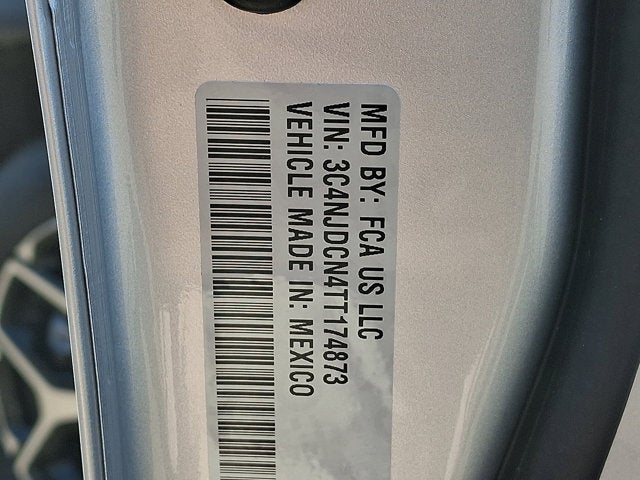 MFD BY: FCA US LLC
VIN: 3C4NJDCN4TT174873
VEHICLE MADE IN: MEXICO